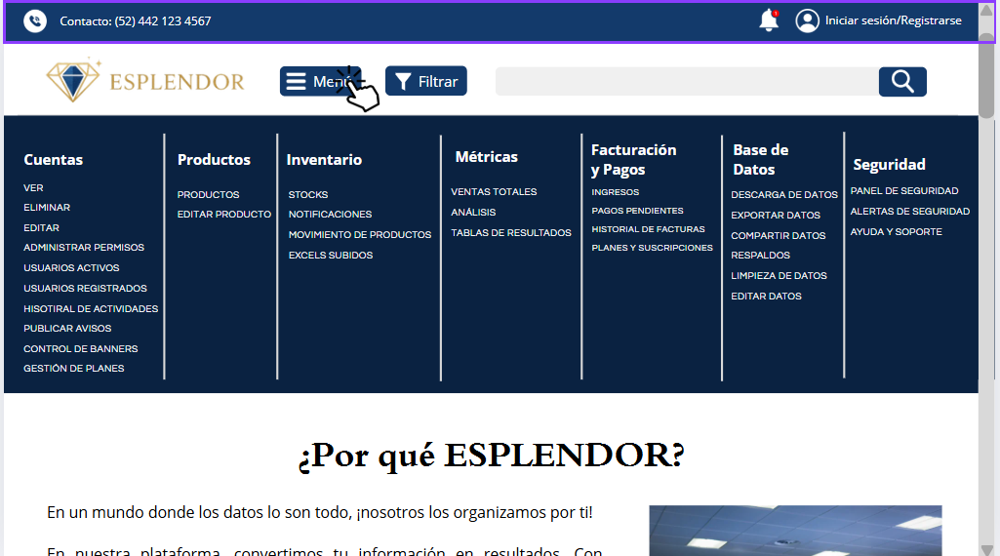 Contacto: (52) 442 123 4567
Iniciar sesión/Registrarse
ESPLENDOR
Menú
Filtrar
Cuentas
VER
ELIMINAR
EDITAR
ADMINISTRAR PERMISOS
USUARIOS ACTIVOS
USUARIOS REGISTRADOS
HISOTIRAL DE ACTIVIDADES
PUBLICAR AVISOS
CONTROL DE BANNERS
GESTIÓN DE PLANES
Productos
PRODUCTOS
EDITAR PRODUCTO
Inventario
STOCKS
NOTIFICACIONES
MOVIMIENTO DE PRODUCTOS
EXCELS SUBIDOS
Métricas
VENTAS TOTALES
ANÁLISIS
TABLAS DE RESULTADOS
Facturación
y Pagos
INGRESOS
PAGOS PENDIENTES
HISTORIAL DE FACTURAS
PLANES Y SUSCRIPCIONES
Base de
Datos
DESCARGA DE DATOS
EXPORTAR DATOS
COMPARTIR DATOS
RESPALDOS
LIMPIEZA DE DATOS
EDITAR DATOS
Seguridad
PANEL DE SEGURIDAD
ALERTAS DE SEGURIDAD
AYUDA Y SOPORTE
¿Por qué ESPLENDOR?
En un mundo donde los datos lo son todo, ¡nosotros los organizamos por ti!
En nuestra plataforma, convertimos tu información en resultados. Con